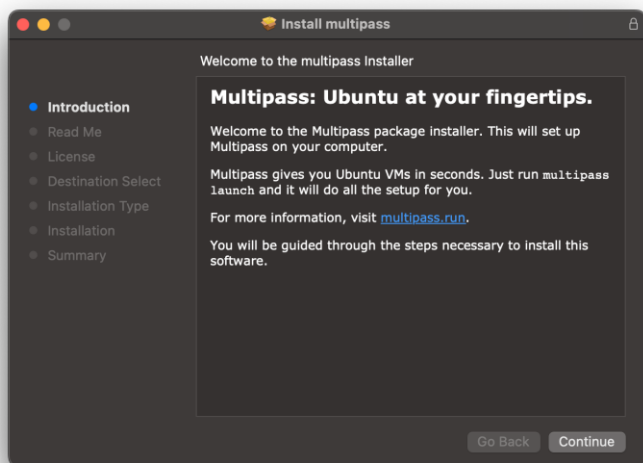 Install multipass
Welcome to the multipass Installer
Introduction
Read Me
License
Destination Select
Installation Type
Installation
Summary
Multipass: Ubuntu at your fingertips.
Welcome to the Multipass package installer. This will set up
Multipass on your computer.
Multipass gives you Ubuntu VMs in seconds. Just run multipass
launch and it will do all the setup for you.
For more information, visit multipass.run.
You will be guided through the steps necessary to install this
software.
Go Back
Continue